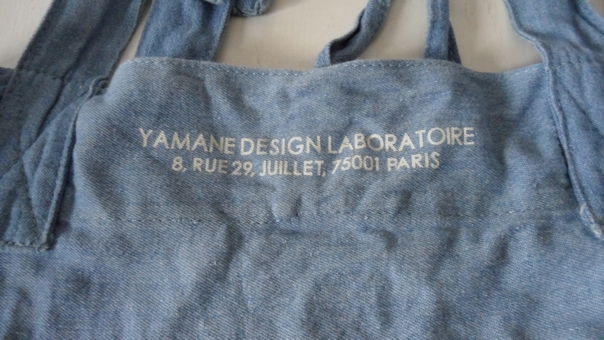 YAMANE DESIGN LABORATOIRE
8, RUE 29, JUILLET, 75001 PARIS